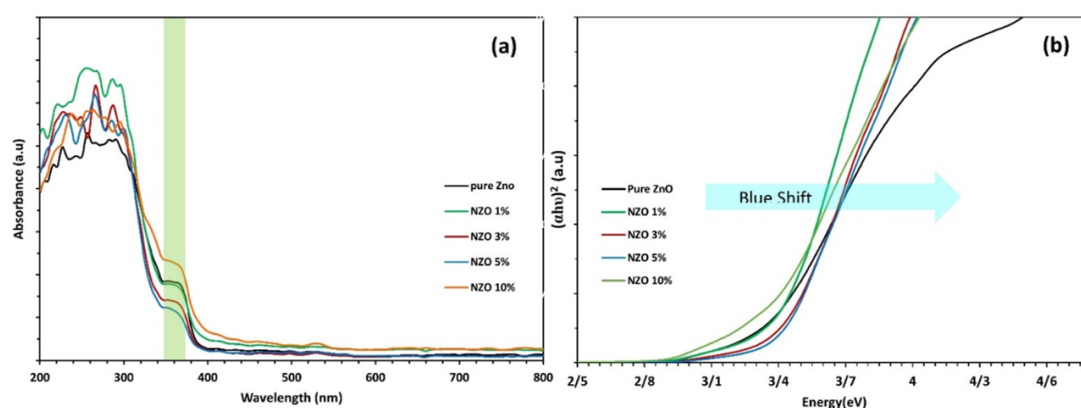 (a)
Absorbance (a.u)
pure Zno
NZO 1%
NZO 3%
NZO 5%
NZO 10%
200 300 400 500 600 700 800
Wavelength (nm)
(b)
(αhυ)² (a.u)
Blue Shift
Pure ZnO
NZO 1%
NZO 3%
NZO 5%
NZO 10%
2/5 2/8 3/1 3/4 3/7 4 4/3 4/6
Energy(eV)